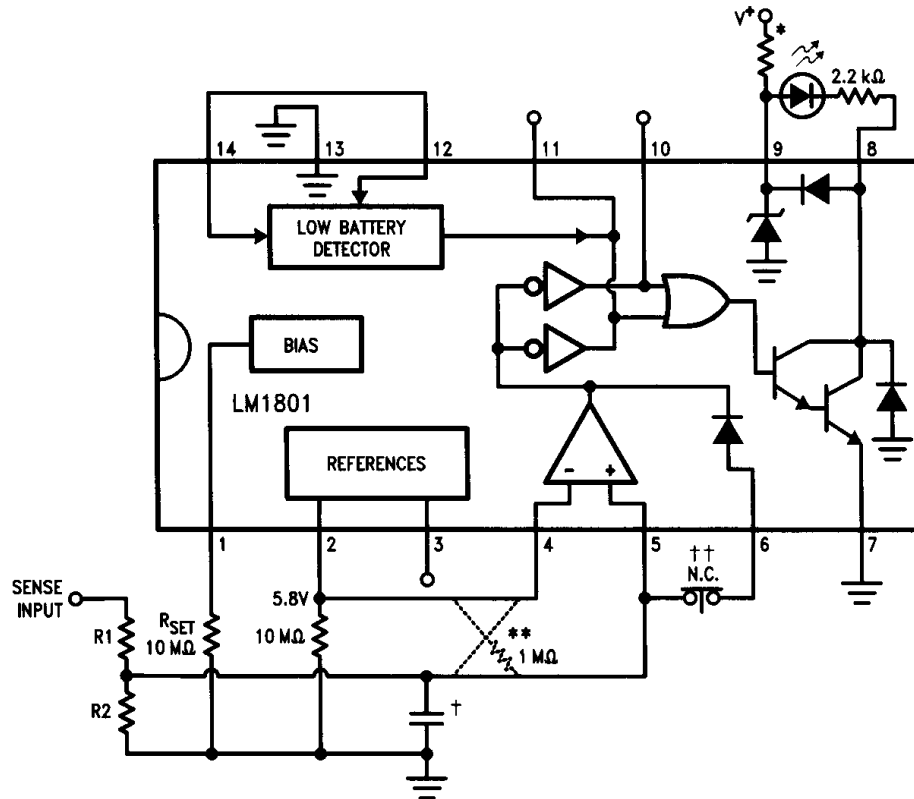 V+ *
2.2 kΩ
14
13
12
11
10
9
8
LOW BATTERY
DETECTOR
BIAS
LM1801
REFERENCES
- +
1
2
3
4
5
6
7
††
N.C.
SENSE
INPUT
5.8V
R1
RSET
10 MΩ
10 MΩ
**
1 MΩ
R2
†